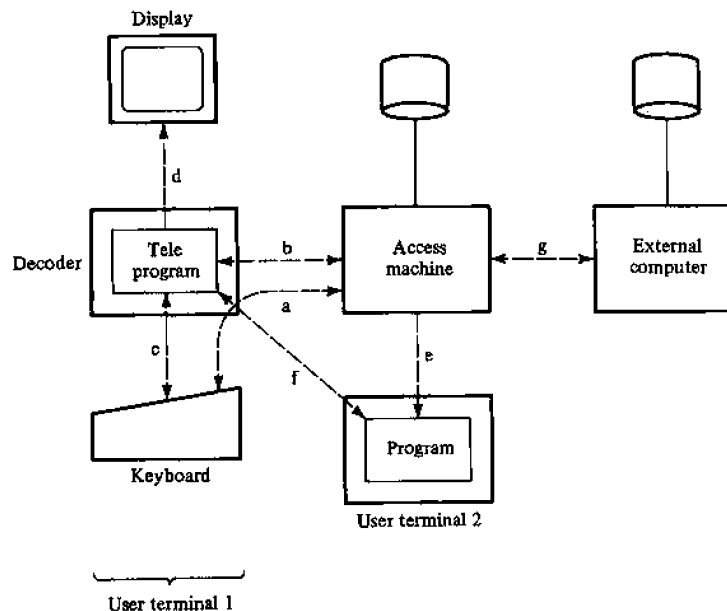 Display
d
Decoder
Tele
program
b
Access
machine
g
External
computer
a
c
f
e
Keyboard
Program
User terminal 2
User terminal 1